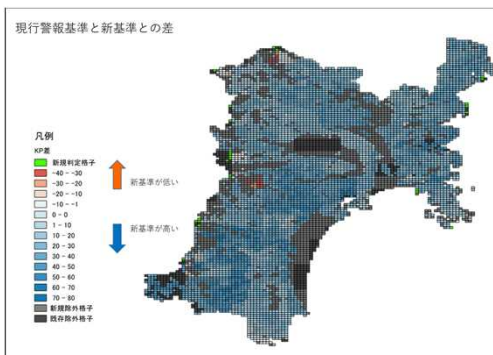 現行警報基準と新基準との差
凡例
KP差
新規判定格子
-40 - -30
-30 - -20
-20 - -10
-10 - -1
0 - 0
1 - 10
10 - 20
20 - 30
30 - 40
40 - 50
50 - 60
60 - 70
70 - 80
新規除外格子
既存除外格子
新基準が低い
新基準が高い